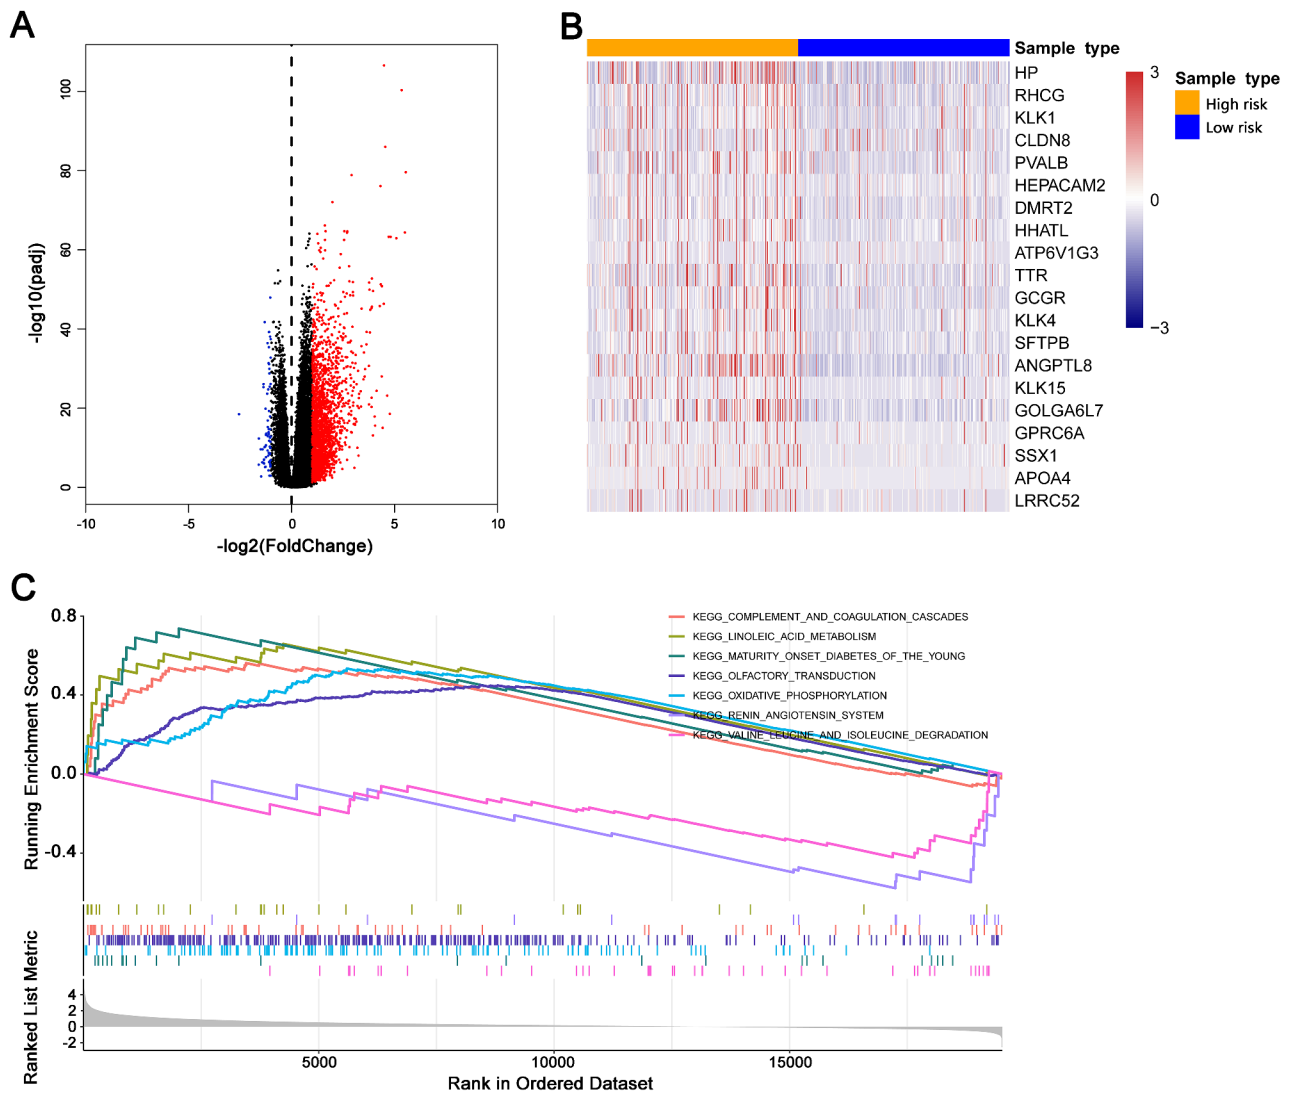 A
-log10(padj)
100
80
60
40
20
0
-10
-5
0
5
10
-log2(FoldChange)
B
Sample type
HP
RHCG
KLK1
CLDN8
PVALB
HEPACAM2
DMRT2
HHATL
ATP6V1G3
TTR
GCGR
KLK4
SFTPB
ANGPTL8
KLK15
GOLGA6L7
GPRC6A
SSX1
APOA4
LRRC52
3
0
−3
Sample type
High risk
Low risk
C
Running Enrichment Score
0.8
0.4
0.0
-0.4
KEGG_COMPLEMENT_AND_COAGULATION_CASCADES
KEGG_LINOLEIC_ACID_METABOLISM
KEGG_MATURITY_ONSET_DIABETES_OF_THE_YOUNG
KEGG_OLFACTORY_TRANSDUCTION
KEGG_OXIDATIVE_PHOSPHORYLATION
KEGG_RENIN_ANGIOTENSIN_SYSTEM
KEGG_VALINE_LEUCINE_AND_ISOLEUCINE_DEGRADATION
Ranked List Metric
4
2
0
-2
5000
10000
15000
Rank in Ordered Dataset